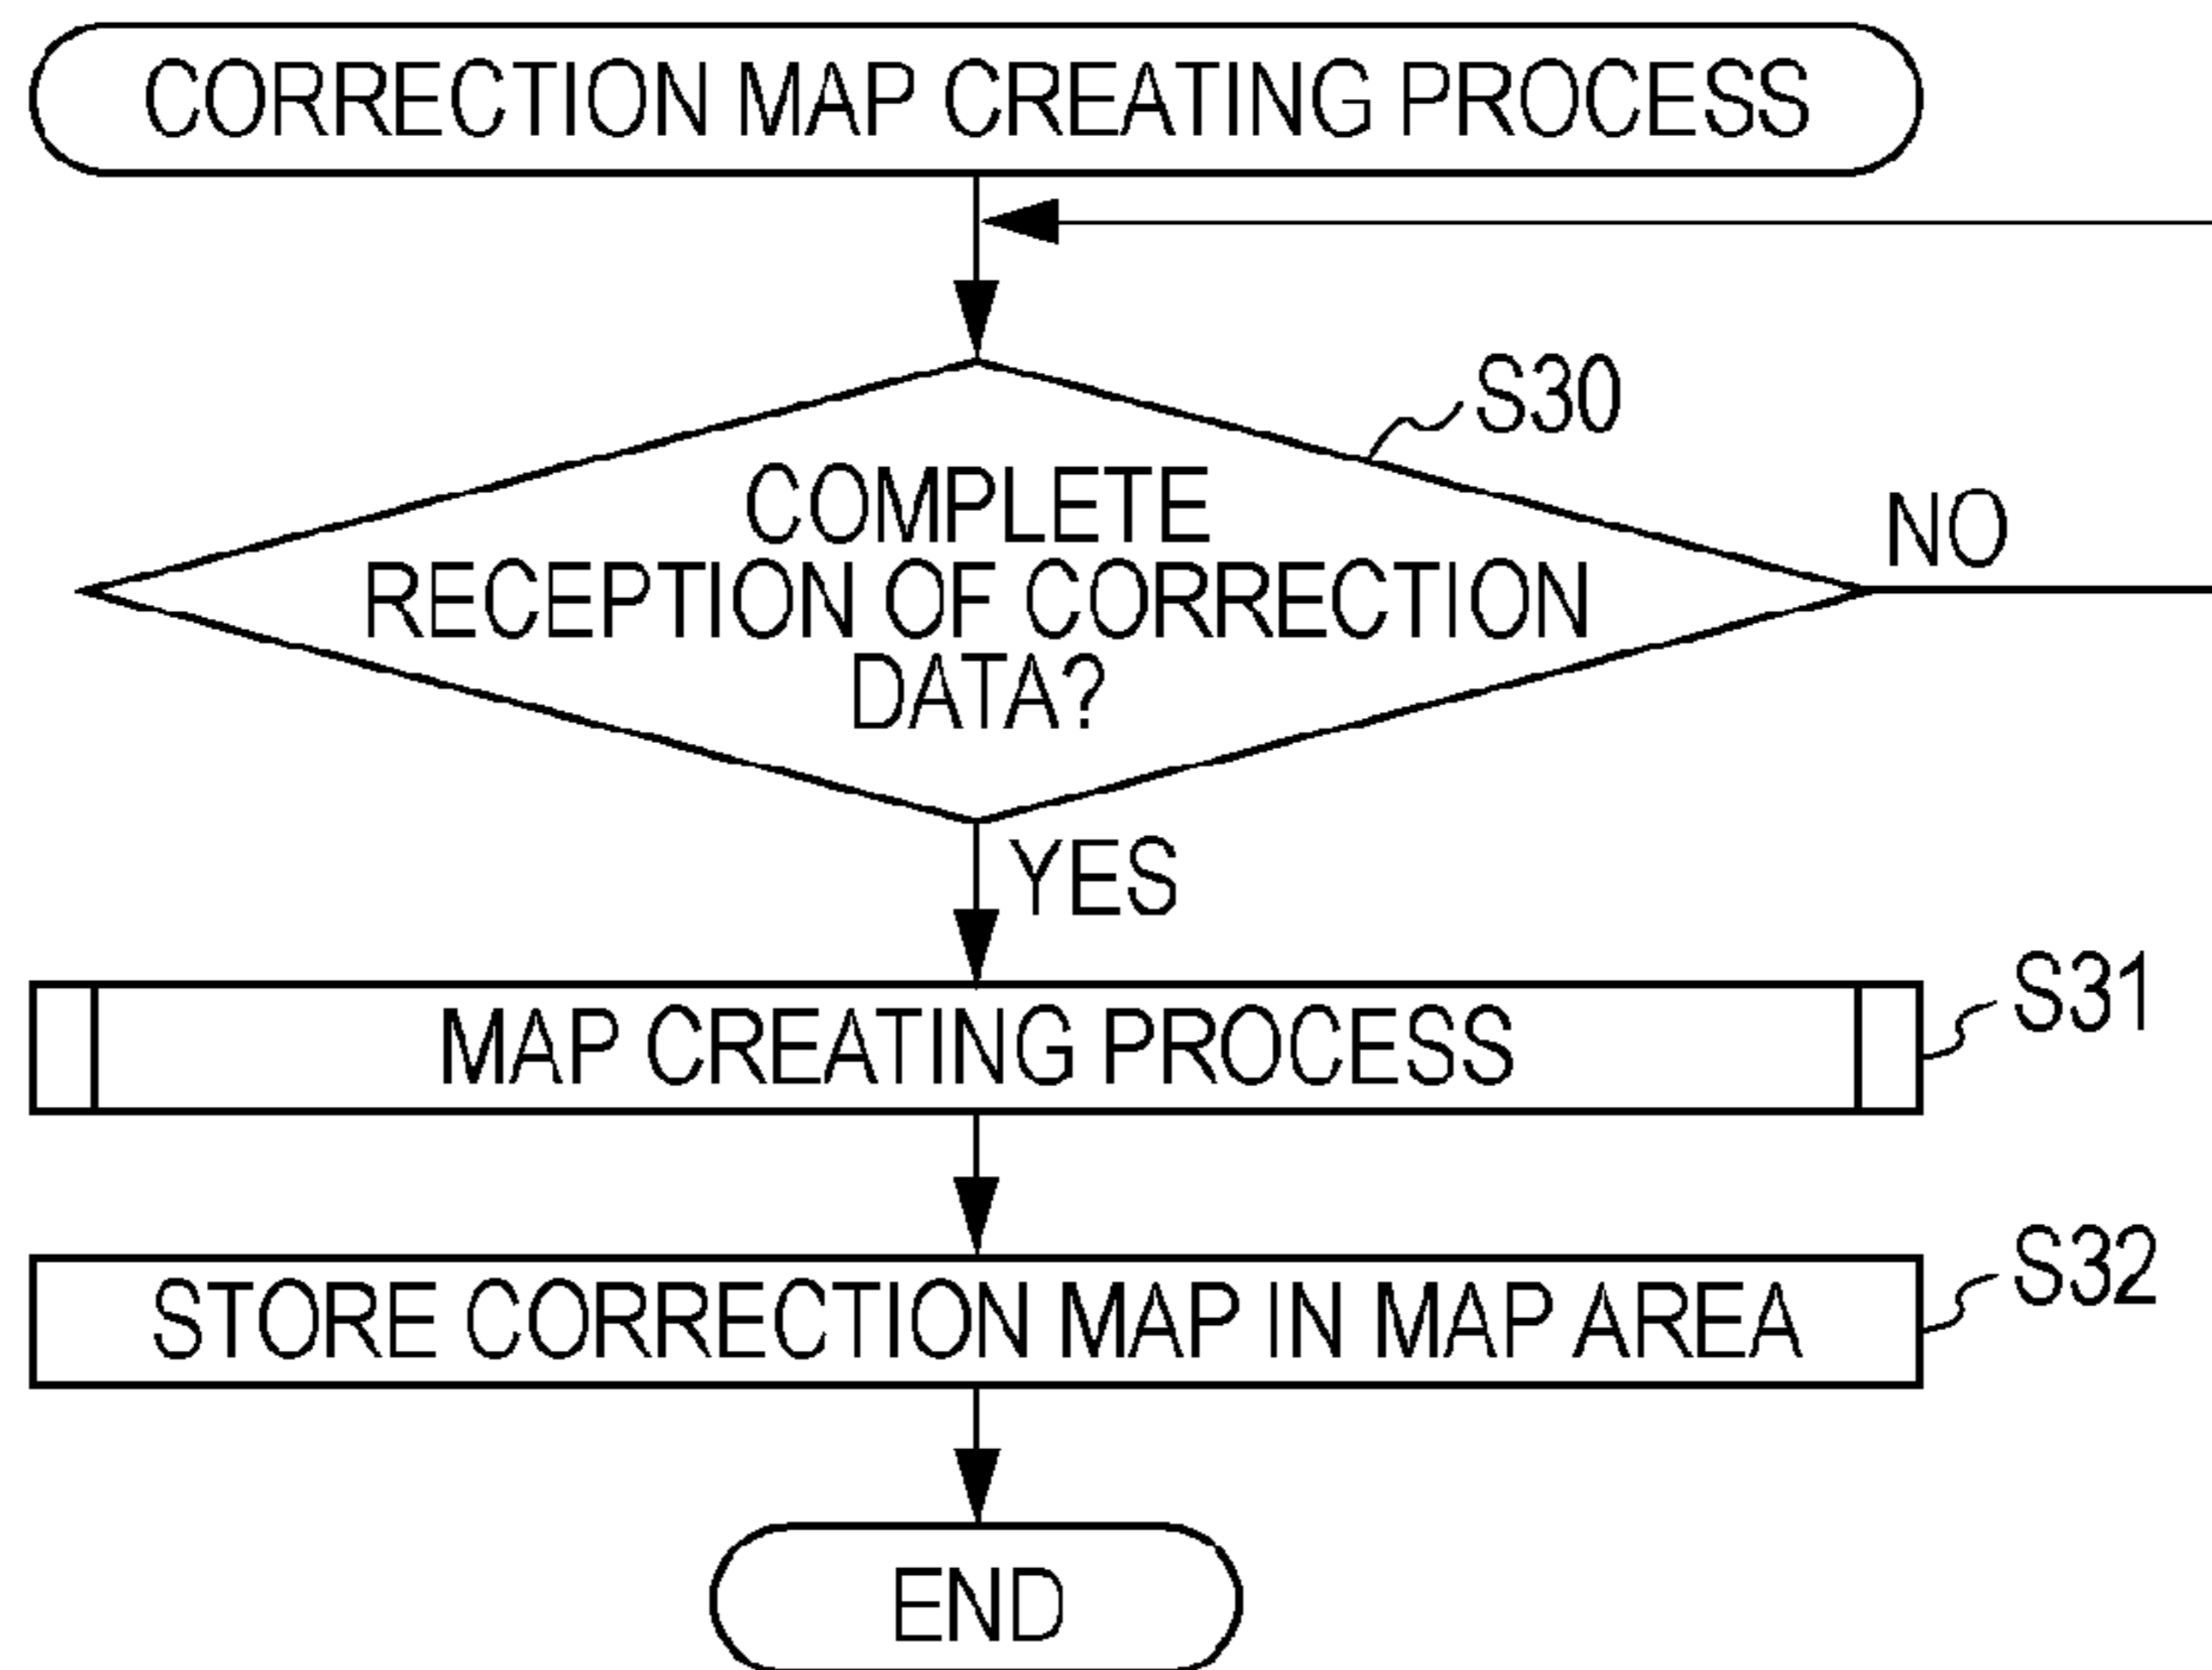 CORRECTION MAP CREATING PROCESS
S30
COMPLETE
RECEPTION OF CORRECTION
DATA?
NO
YES
MAP CREATING PROCESS
S31
STORE CORRECTION MAP IN MAP AREA
S32
END